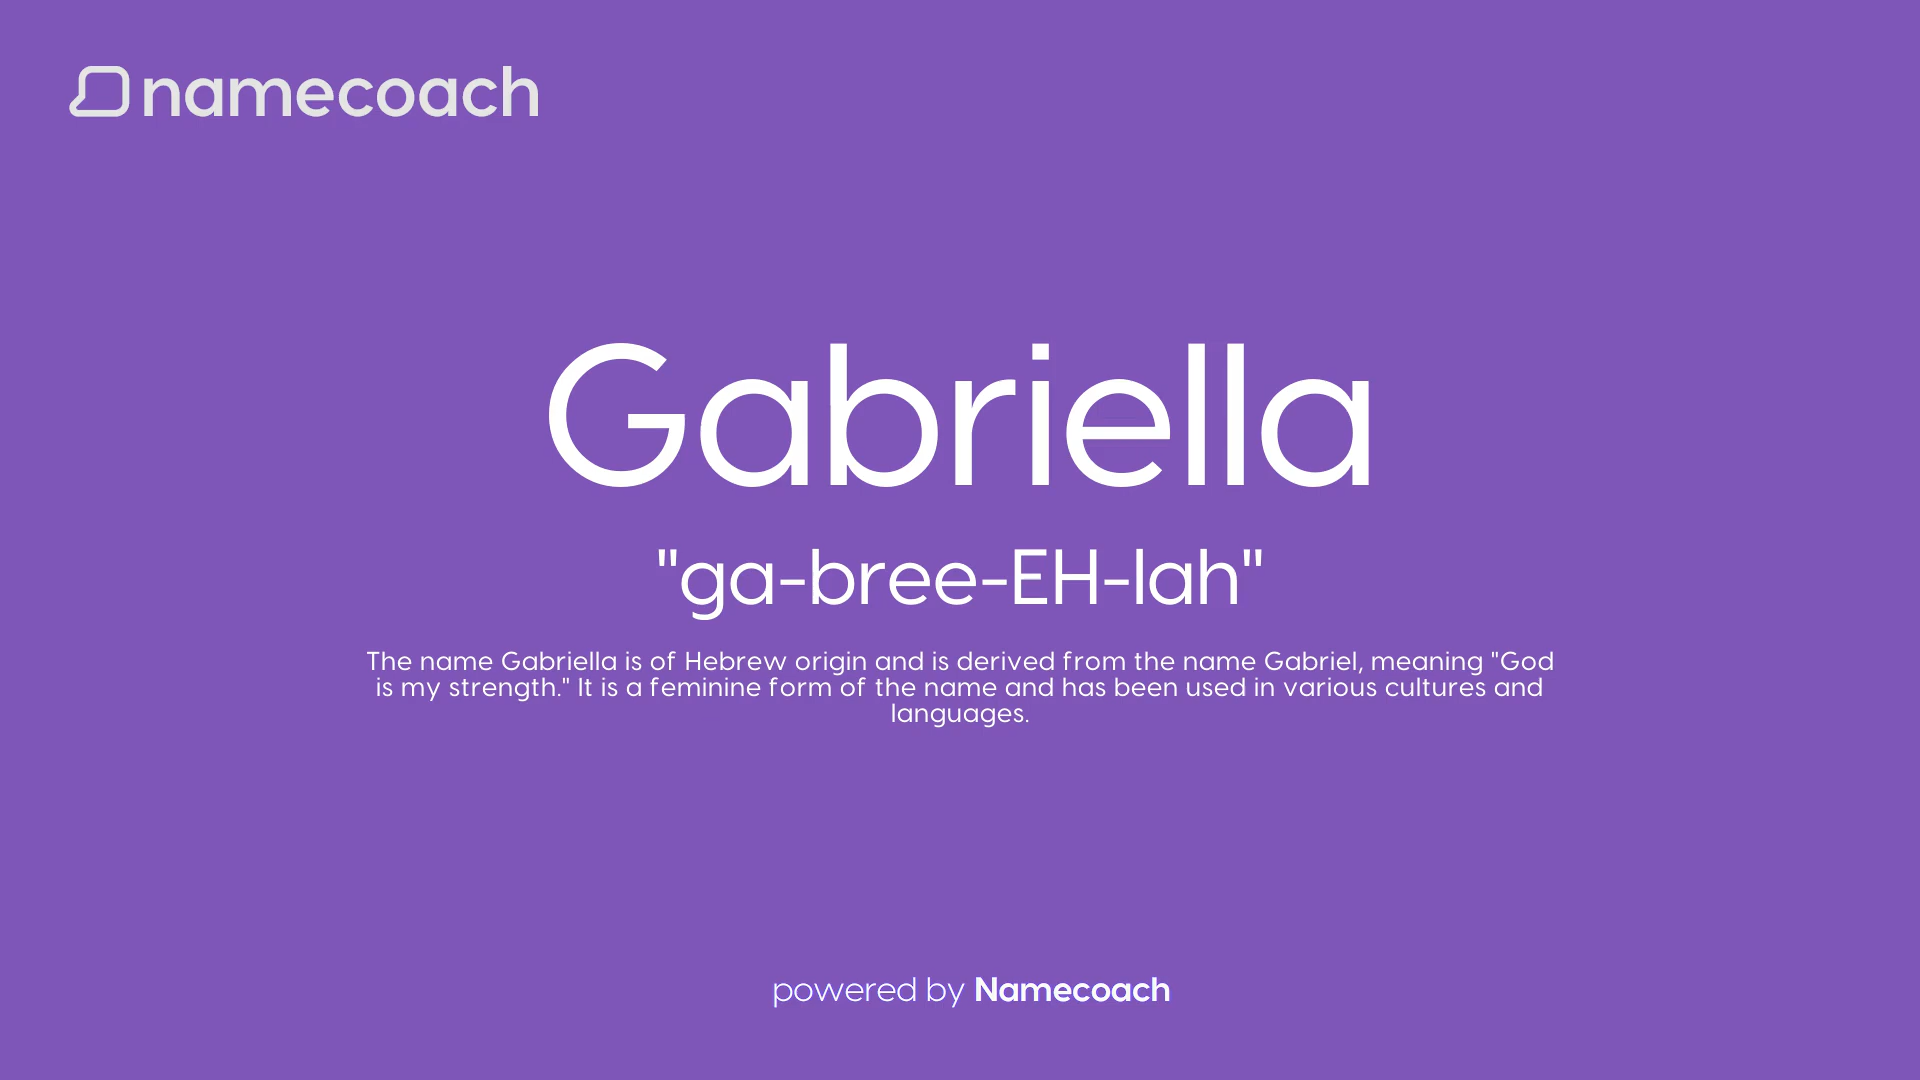 namecoach
Gabriella
"ga-bree-EH-lah"
The name Gabriella is of Hebrew origin and is derived from the name Gabriel, meaning "God
is my strength." It is a feminine form of the name and has been used in various cultures and
languages.
powered by Namecoach